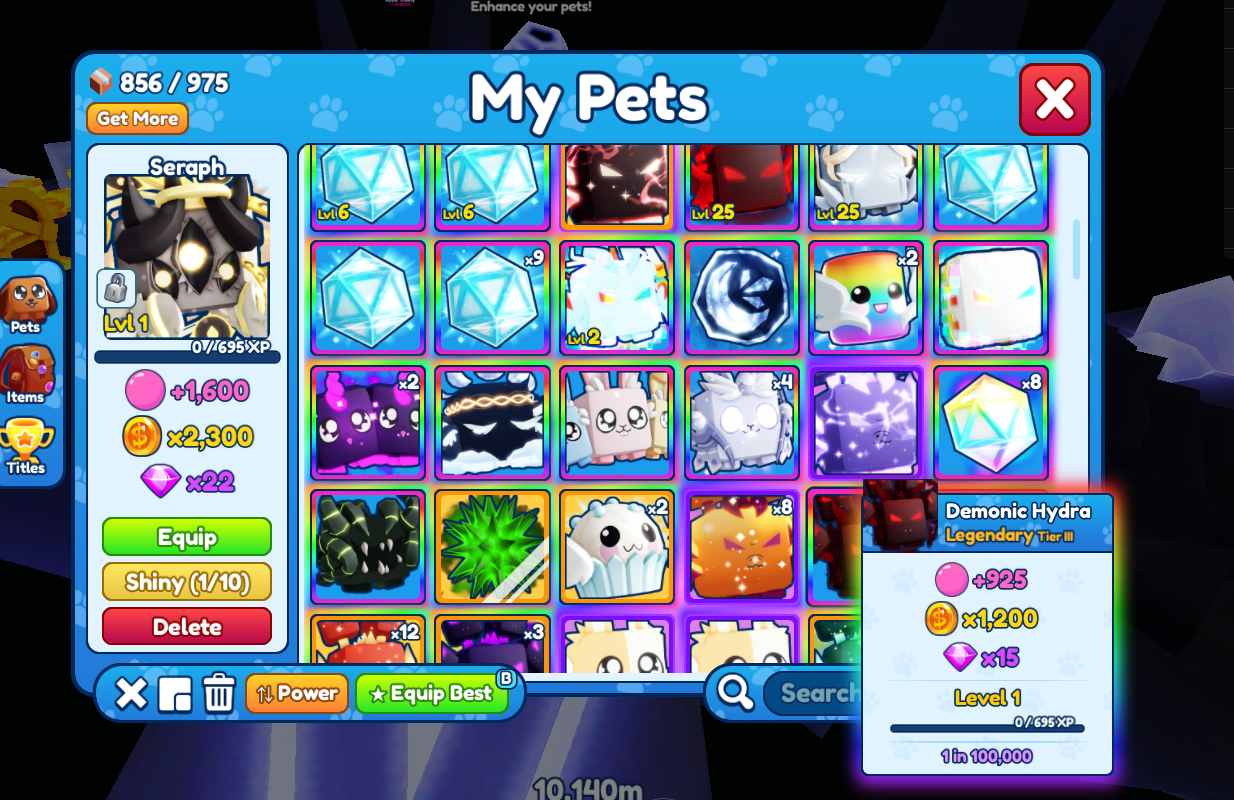 Enhance your pets!
856 / 975
Get More
My Pets
Seraph
Lvl 1
0 / 695 XP
+1,600
x2,300
x22
Equip
Shiny (1/10)
Delete
Pets
Items
Titles
Lvl 6
Lvl 6
Lvl 25
Lvl 25
x9
Lvl 2
x2
x2
x4
x8
x2
x8
x12
x3
Demonic Hydra
Legendary Tier III
+925
x1,200
x15
Level 1
0 / 695 XP
1 in 100,000
Power
Equip Best
B
Search
10,140m